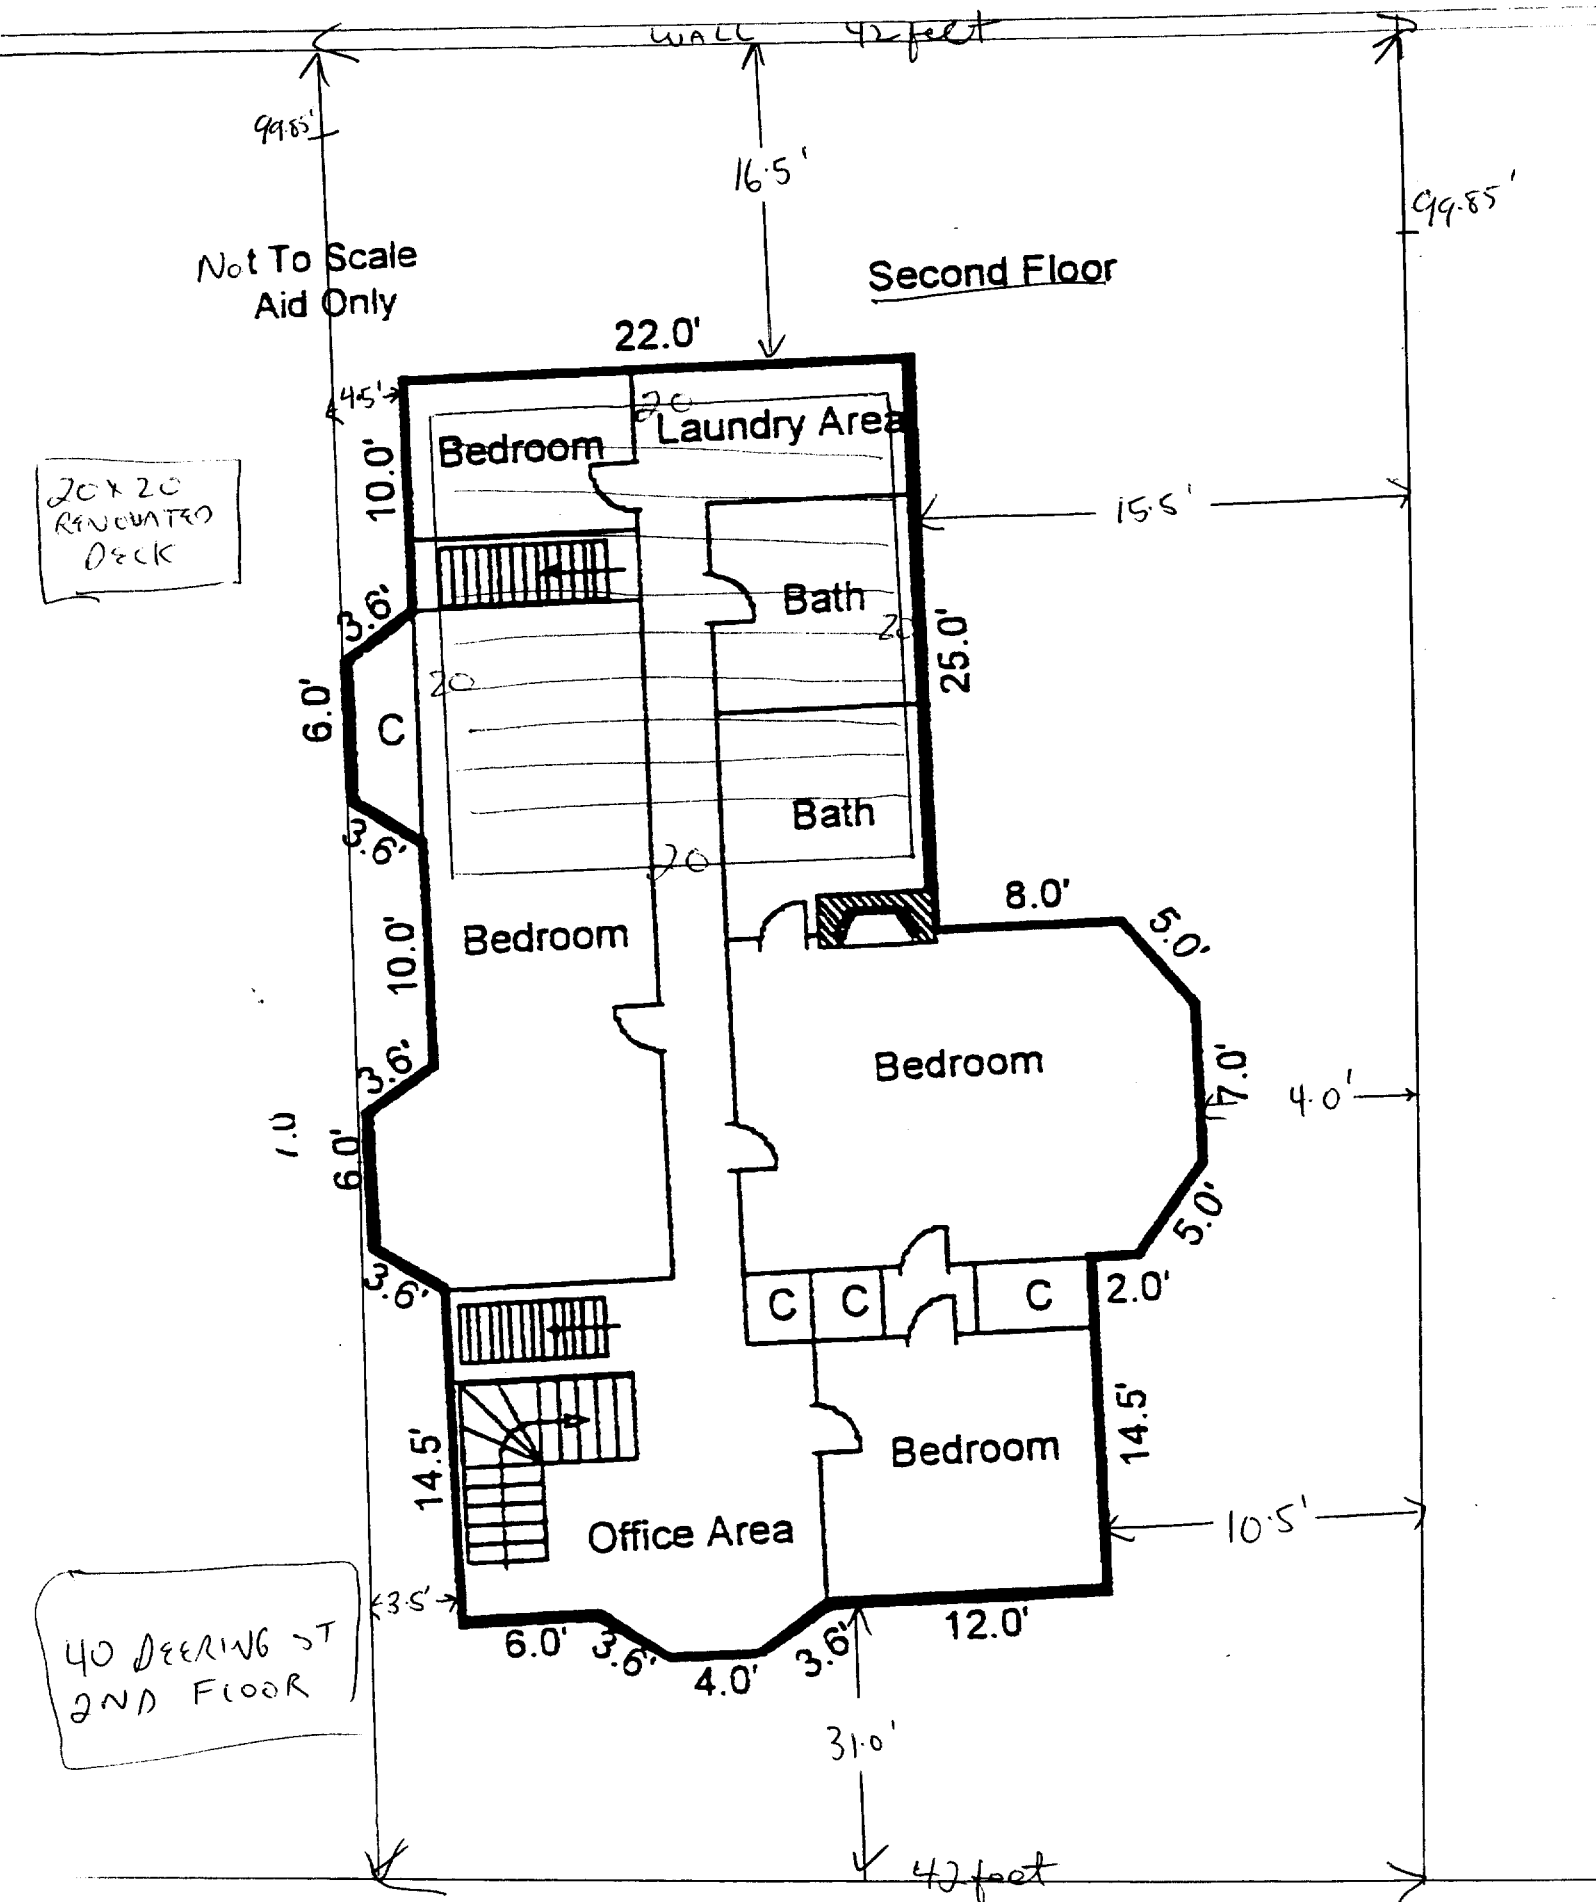 WALL 42 feet
99.85'
16.5'
99.85'
Not To Scale
Aid Only
Second Floor
22.0'
4.5'
20
Bedroom
Laundry Area
10.0'
20 x 20
RENOVATED
DECK
15.5'
3.6'
Bath
20
25.0'
6.0'
C
20
3.6'
Bath
20
8.0'
5.0'
10.0'
Bedroom
Bedroom
3.6'
7.0'
4.0'
6.0'
5.0'
3.6'
C
C
C
2.0'
14.5'
14.5'
Bedroom
Office Area
10.5'
3.5'
6.0'
3.6'
4.0'
3.6'
12.0'
40 DEERING ST
2ND FLOOR
31.0'
42 feet